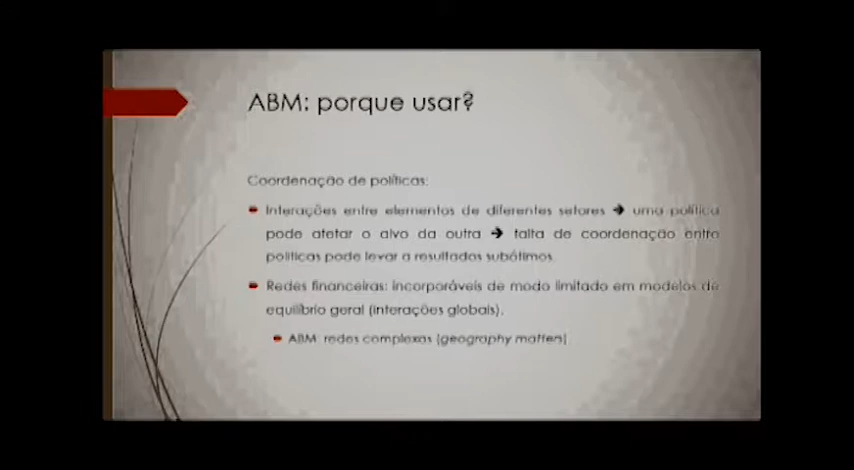 ABM: porque usar?
Coordenação de políticas:
Interações entre elementos de diferentes setores ➔ uma política
pode afetar o alvo da outra ➔ falta de coordenação entre
políticas pode levar a resultados subótimos.
Redes financeiras: incorporáveis de modo limitado em modelos de
equilíbrio geral (interações globais).
ABM: redes complexas (geography matters)